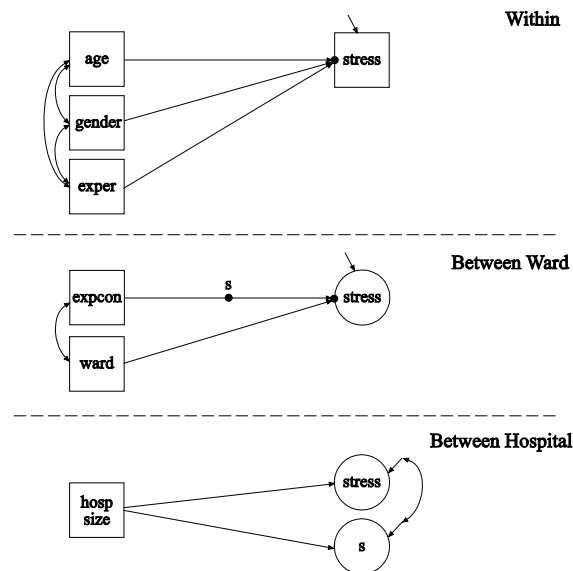 Within
age
stress
gender
exper
Between Ward
s
expcon
stress
ward
Between Hospital
stress
hosp
size
s